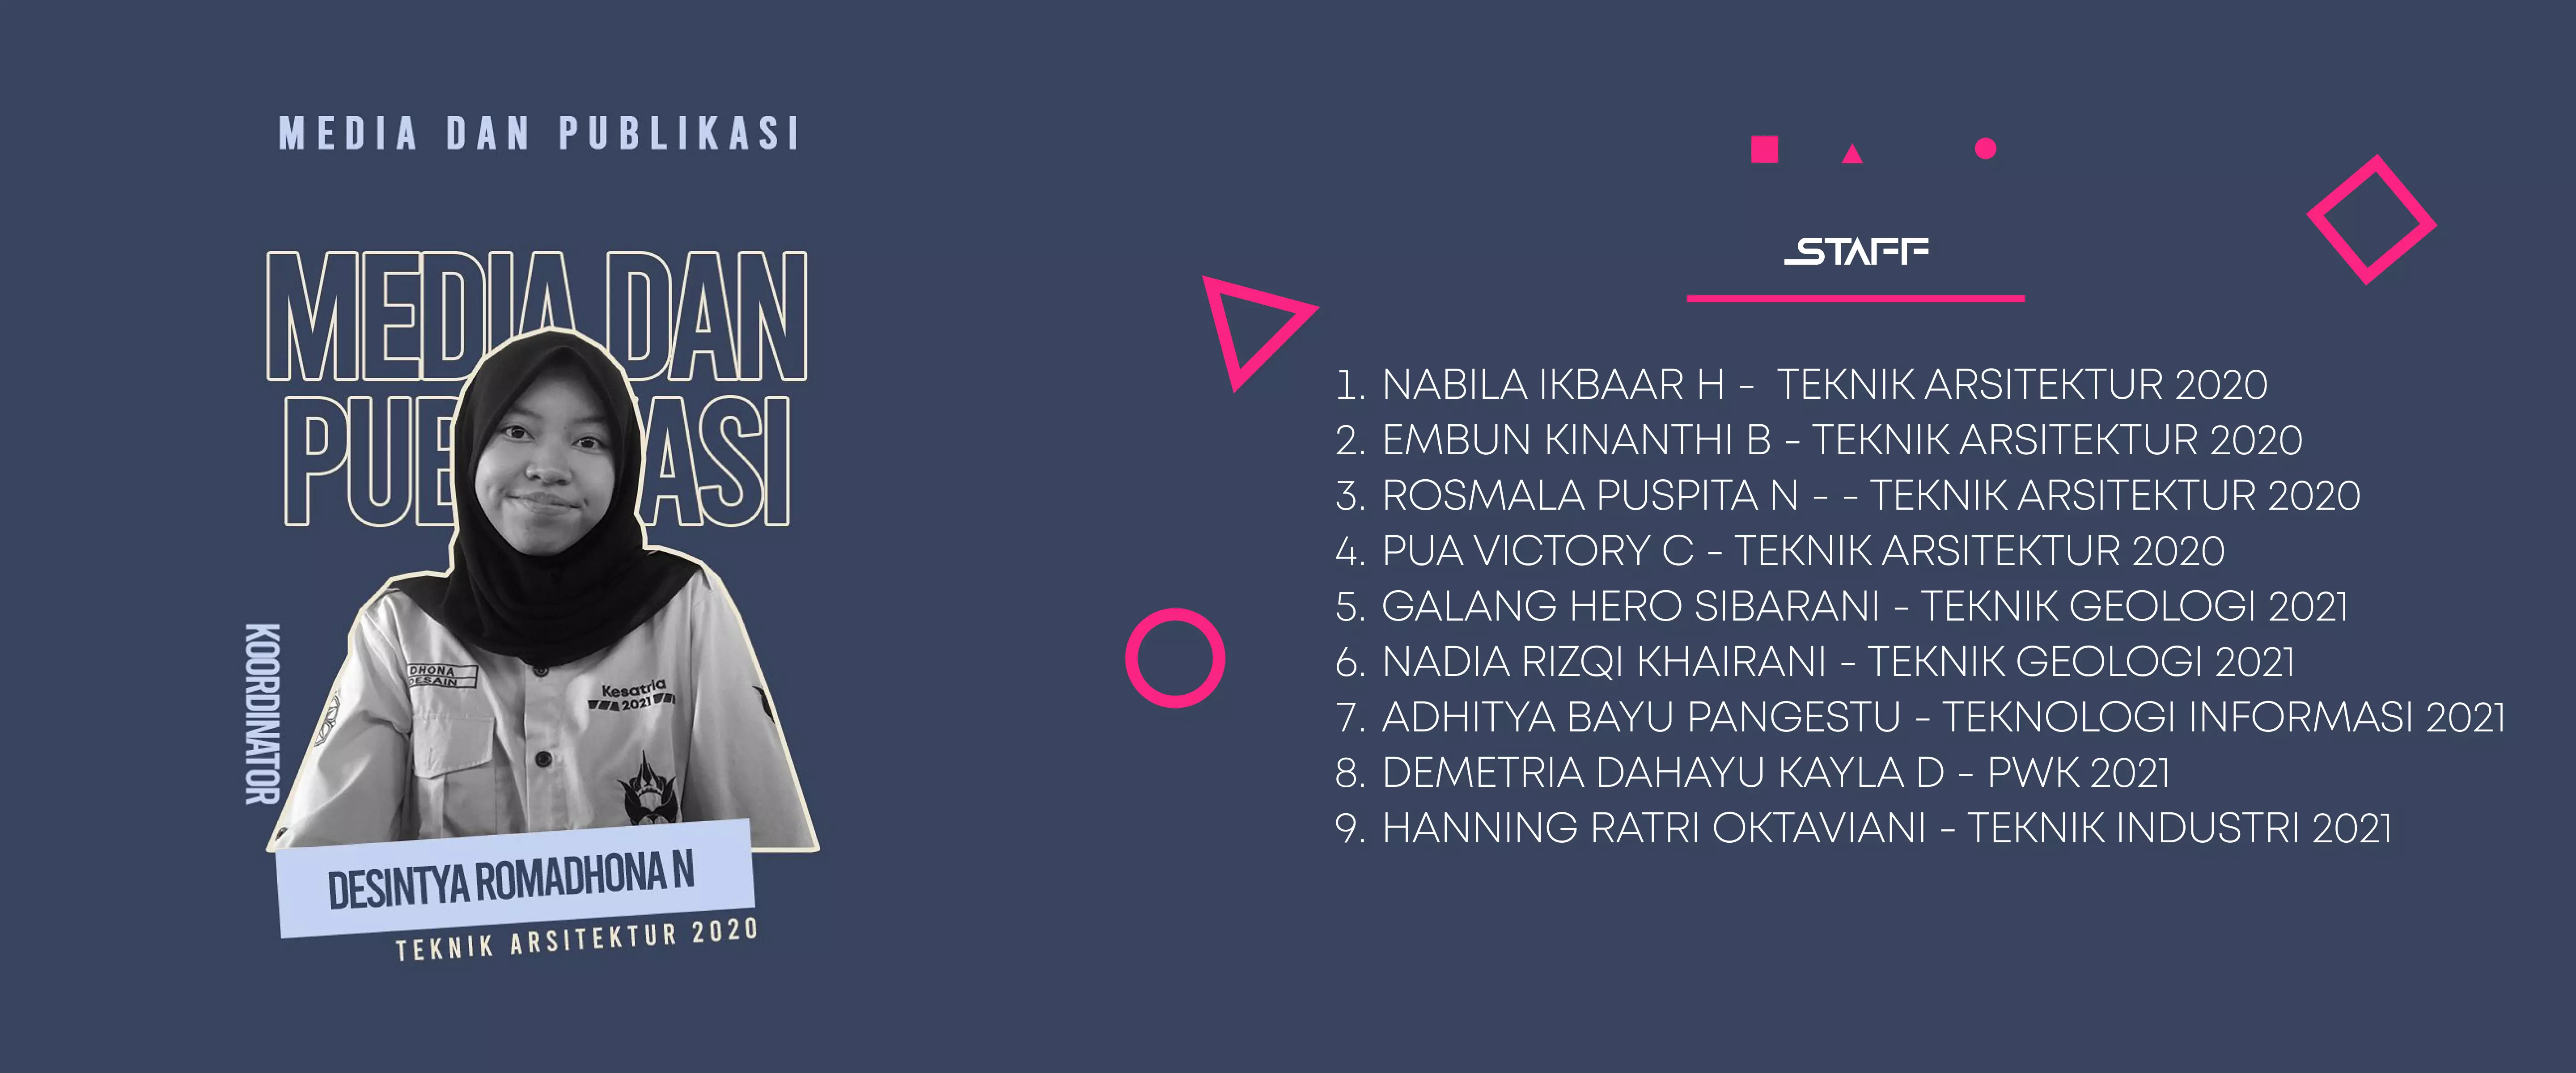 MEDIA DAN PUBLIKASI
MEDIA DAN
PUBLIKASI
KOORDINATOR
DHONA
DESAIN
Kesatria
2021
DESINTYA ROMADHONA N
TEKNIK ARSITEKTUR 2020
STAFF
1. NABILA IKBAAR H - TEKNIK ARSITEKTUR 2020
2. EMBUN KINANTHI B - TEKNIK ARSITEKTUR 2020
3. ROSMALA PUSPITA N - - TEKNIK ARSITEKTUR 2020
4. PUA VICTORY C - TEKNIK ARSITEKTUR 2020
5. GALANG HERO SIBARANI - TEKNIK GEOLOGI 2021
6. NADIA RIZQI KHAIRANI - TEKNIK GEOLOGI 2021
7. ADHITYA BAYU PANGESTU - TEKNOLOGI INFORMASI 2021
8. DEMETRIA DAHAYU KAYLA D - PWK 2021
9. HANNING RATRI OKTAVIANI - TEKNIK INDUSTRI 2021